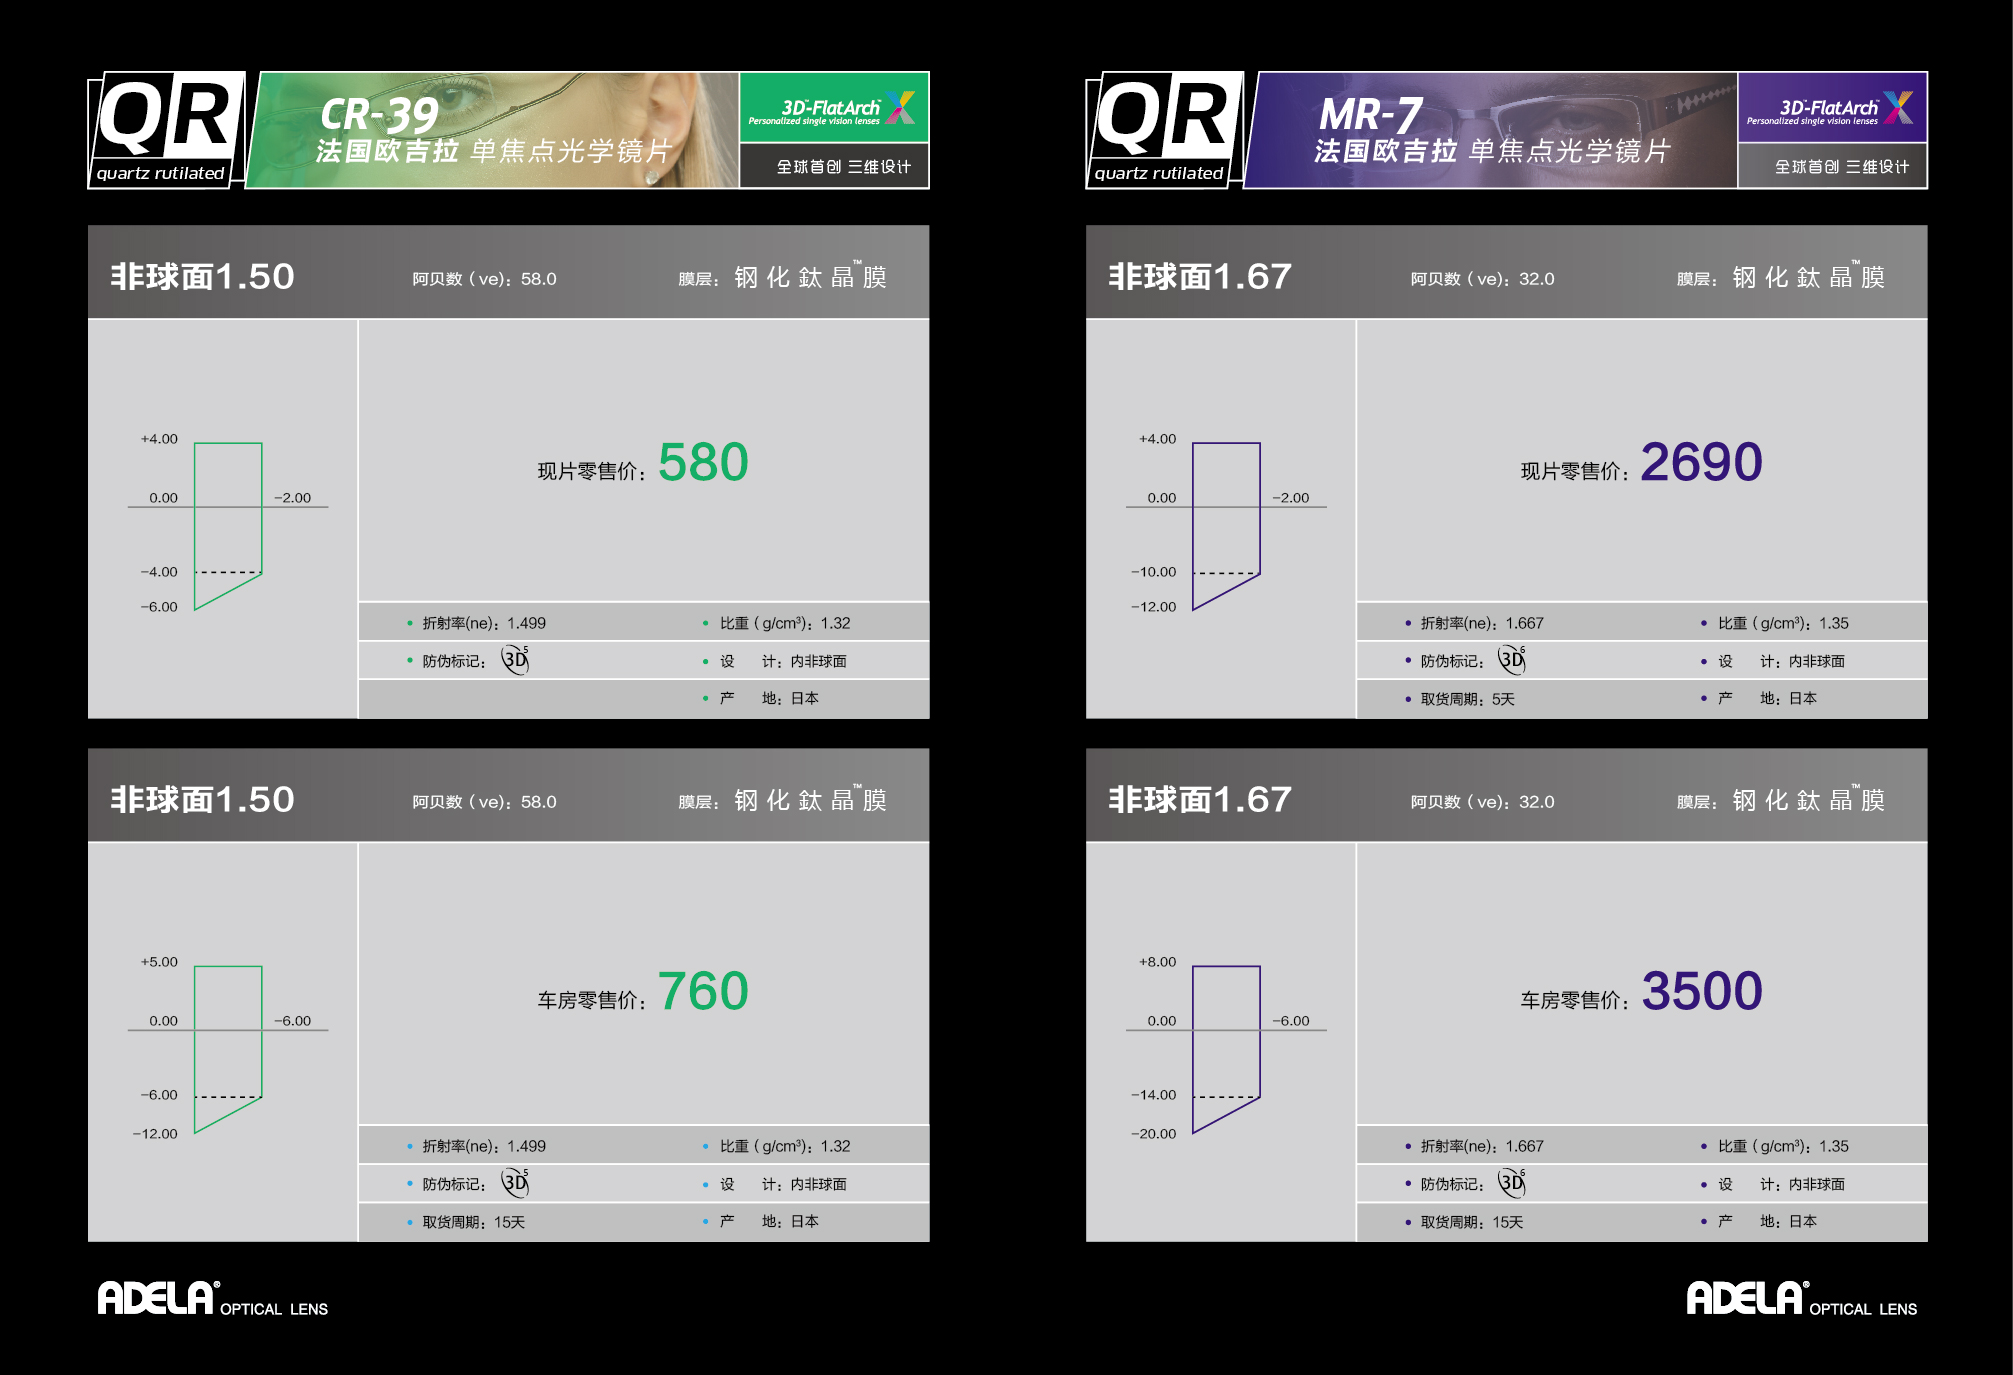 QR
quartz rutilated
CR-39
法国欧吉拉 单焦点光学镜片
3D™-FlatArch™ X
Personalized single vision lenses
全球首创 三维设计
非球面1.50 阿贝数（ve）：58.0 膜层：钢化鈦晶™膜
+4.00
0.00 −2.00
−4.00
−6.00
现片零售价：580
• 折射率(ne)：1.499 • 比重（g/cm³）：1.32
• 防伪标记：3D⁵ • 设 计：内非球面
• 产 地：日本
非球面1.50 阿贝数（ve）：58.0 膜层：钢化鈦晶™膜
+5.00
0.00 −6.00
−6.00
−12.00
车房零售价：760
• 折射率(ne)：1.499 • 比重（g/cm³）：1.32
• 防伪标记：3D⁵ • 设 计：内非球面
• 取货周期：15天 • 产 地：日本
ADELA® OPTICAL LENS
QR
quartz rutilated
MR-7
法国欧吉拉 单焦点光学镜片
3D™-FlatArch™ X
Personalized single vision lenses
全球首创 三维设计
非球面1.67 阿贝数（ve）：32.0 膜层：钢化鈦晶™膜
+4.00
0.00 −2.00
−10.00
−12.00
现片零售价：2690
• 折射率(ne)：1.667 • 比重（g/cm³）：1.35
• 防伪标记：3D⁶ • 设 计：内非球面
• 取货周期：5天 • 产 地：日本
非球面1.67 阿贝数（ve）：32.0 膜层：钢化鈦晶™膜
+8.00
0.00 −6.00
−14.00
−20.00
车房零售价：3500
• 折射率(ne)：1.667 • 比重（g/cm³）：1.35
• 防伪标记：3D⁶ • 设 计：内非球面
• 取货周期：15天 • 产 地：日本
ADELA® OPTICAL LENS